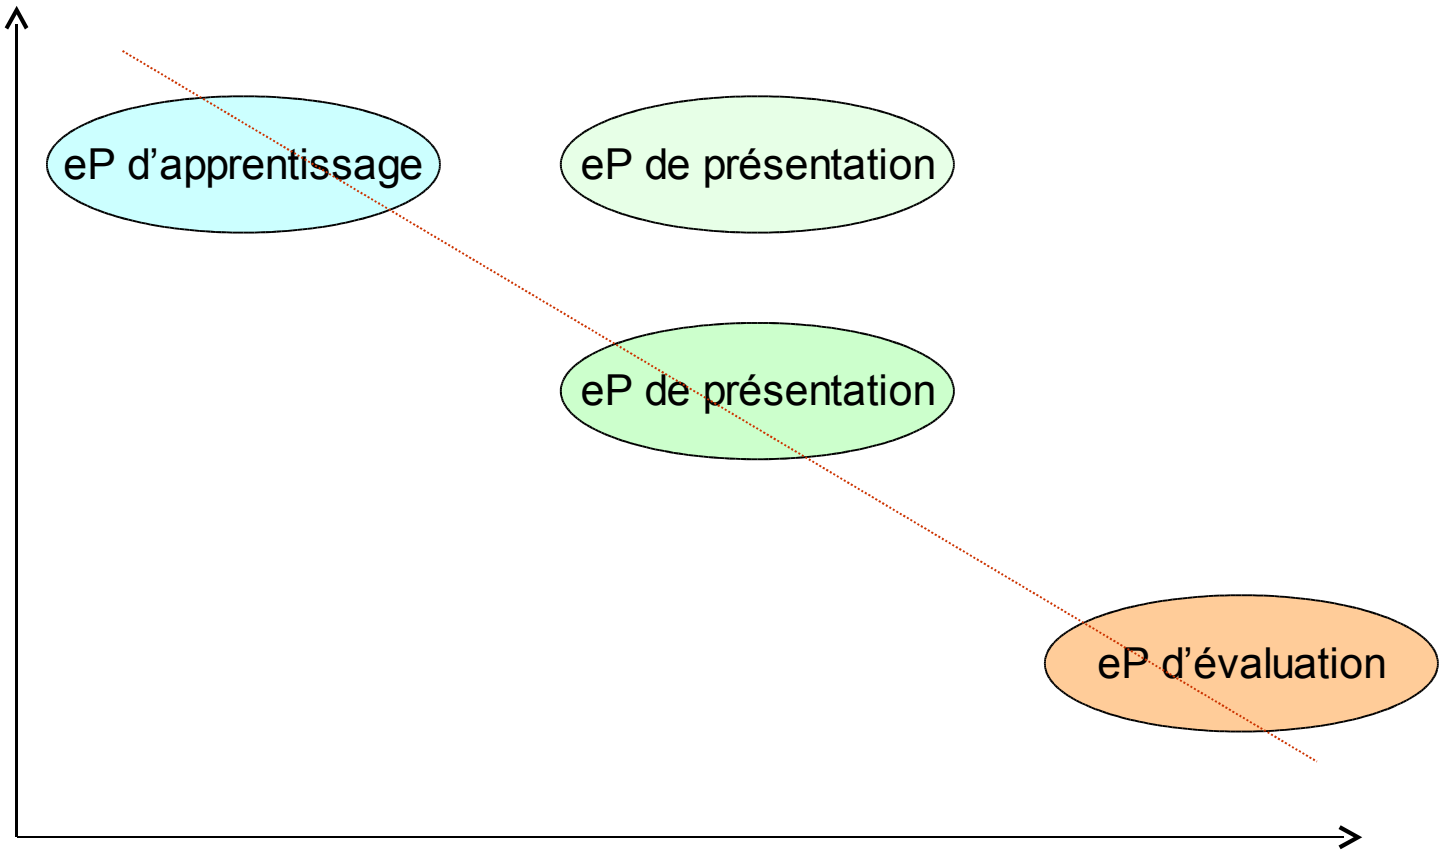 eP d’apprentissage
eP de présentation
eP de présentation
eP d’évaluation